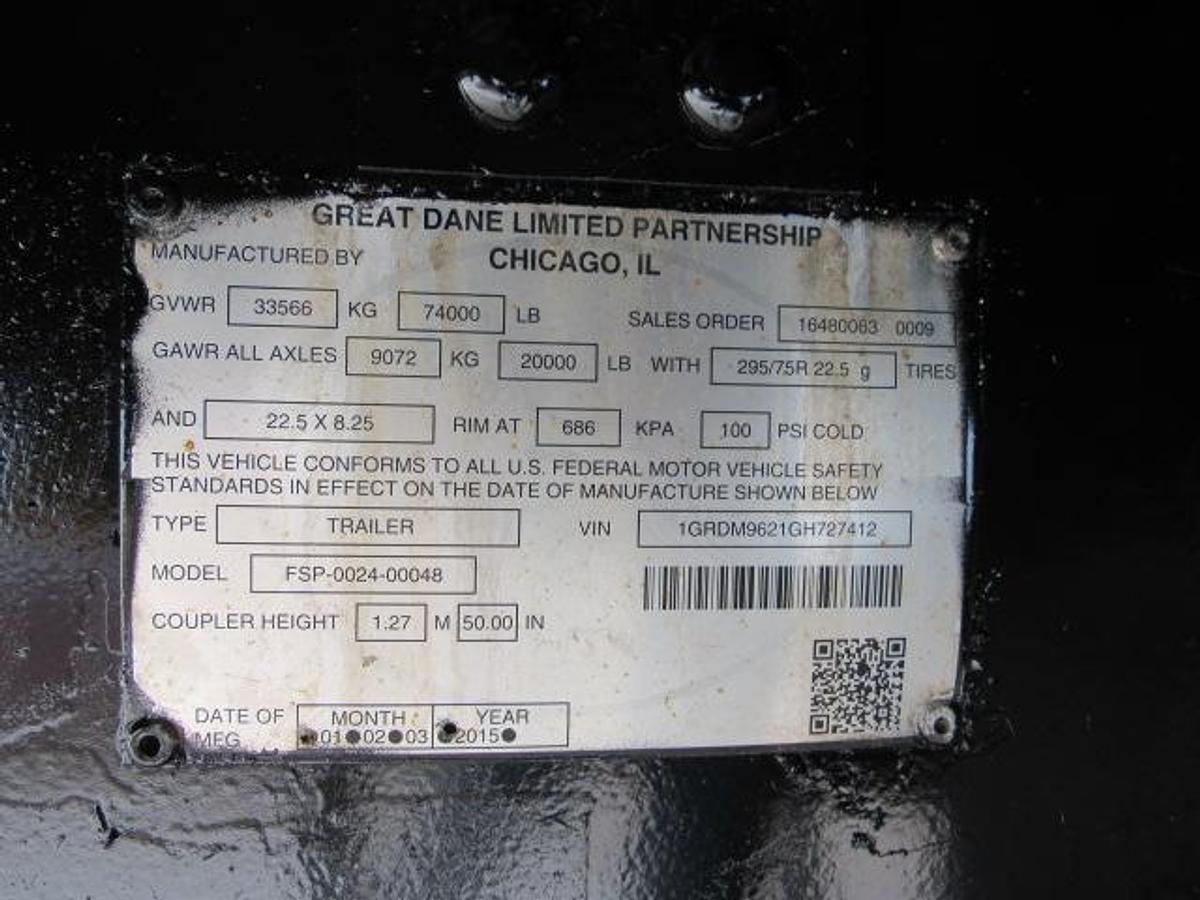 GREAT DANE LIMITED PARTNERSHIP
MANUFACTURED BY CHICAGO, IL
GVWR 33566 KG 74000 LB SALES ORDER 16480063 0009
GAWR ALL AXLES 9072 KG 20000 LB WITH 295/75R 22.5 g TIRES
AND 22.5 X 8.25 RIM AT 686 KPA 100 PSI COLD
THIS VEHICLE CONFORMS TO ALL U.S. FEDERAL MOTOR VEHICLE SAFETY
STANDARDS IN EFFECT ON THE DATE OF MANUFACTURE SHOWN BELOW
TYPE TRAILER VIN 1GRDM9621GH727412
MODEL FSP-0024-00048
COUPLER HEIGHT 1.27 M 50.00 IN
DATE OF MONTH YEAR
MFG 01 02 03 2015